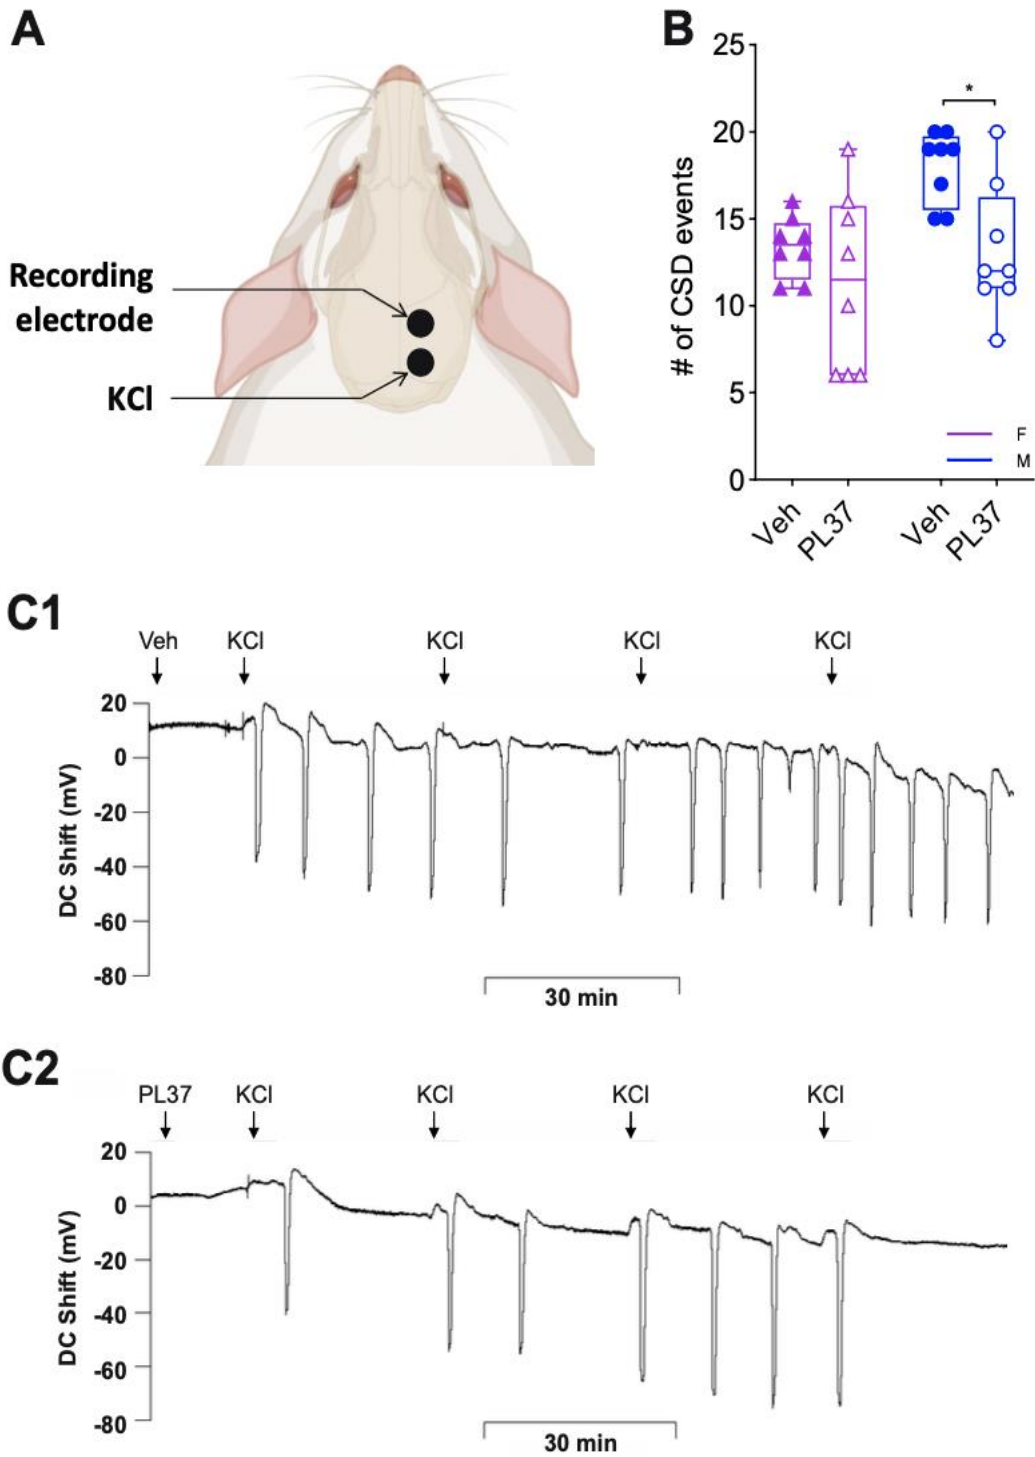 A
Recording
electrode
KCl
B
25
20
15
10
5
0
# of CSD events
*
F
M
Veh
PL37
Veh
PL37
C1
Veh
KCl
KCl
KCl
KCl
20
0
-20
-40
-60
-80
DC Shift (mV)
30 min
C2
PL37
KCl
KCl
KCl
KCl
20
0
-20
-40
-60
-80
DC Shift (mV)
30 min